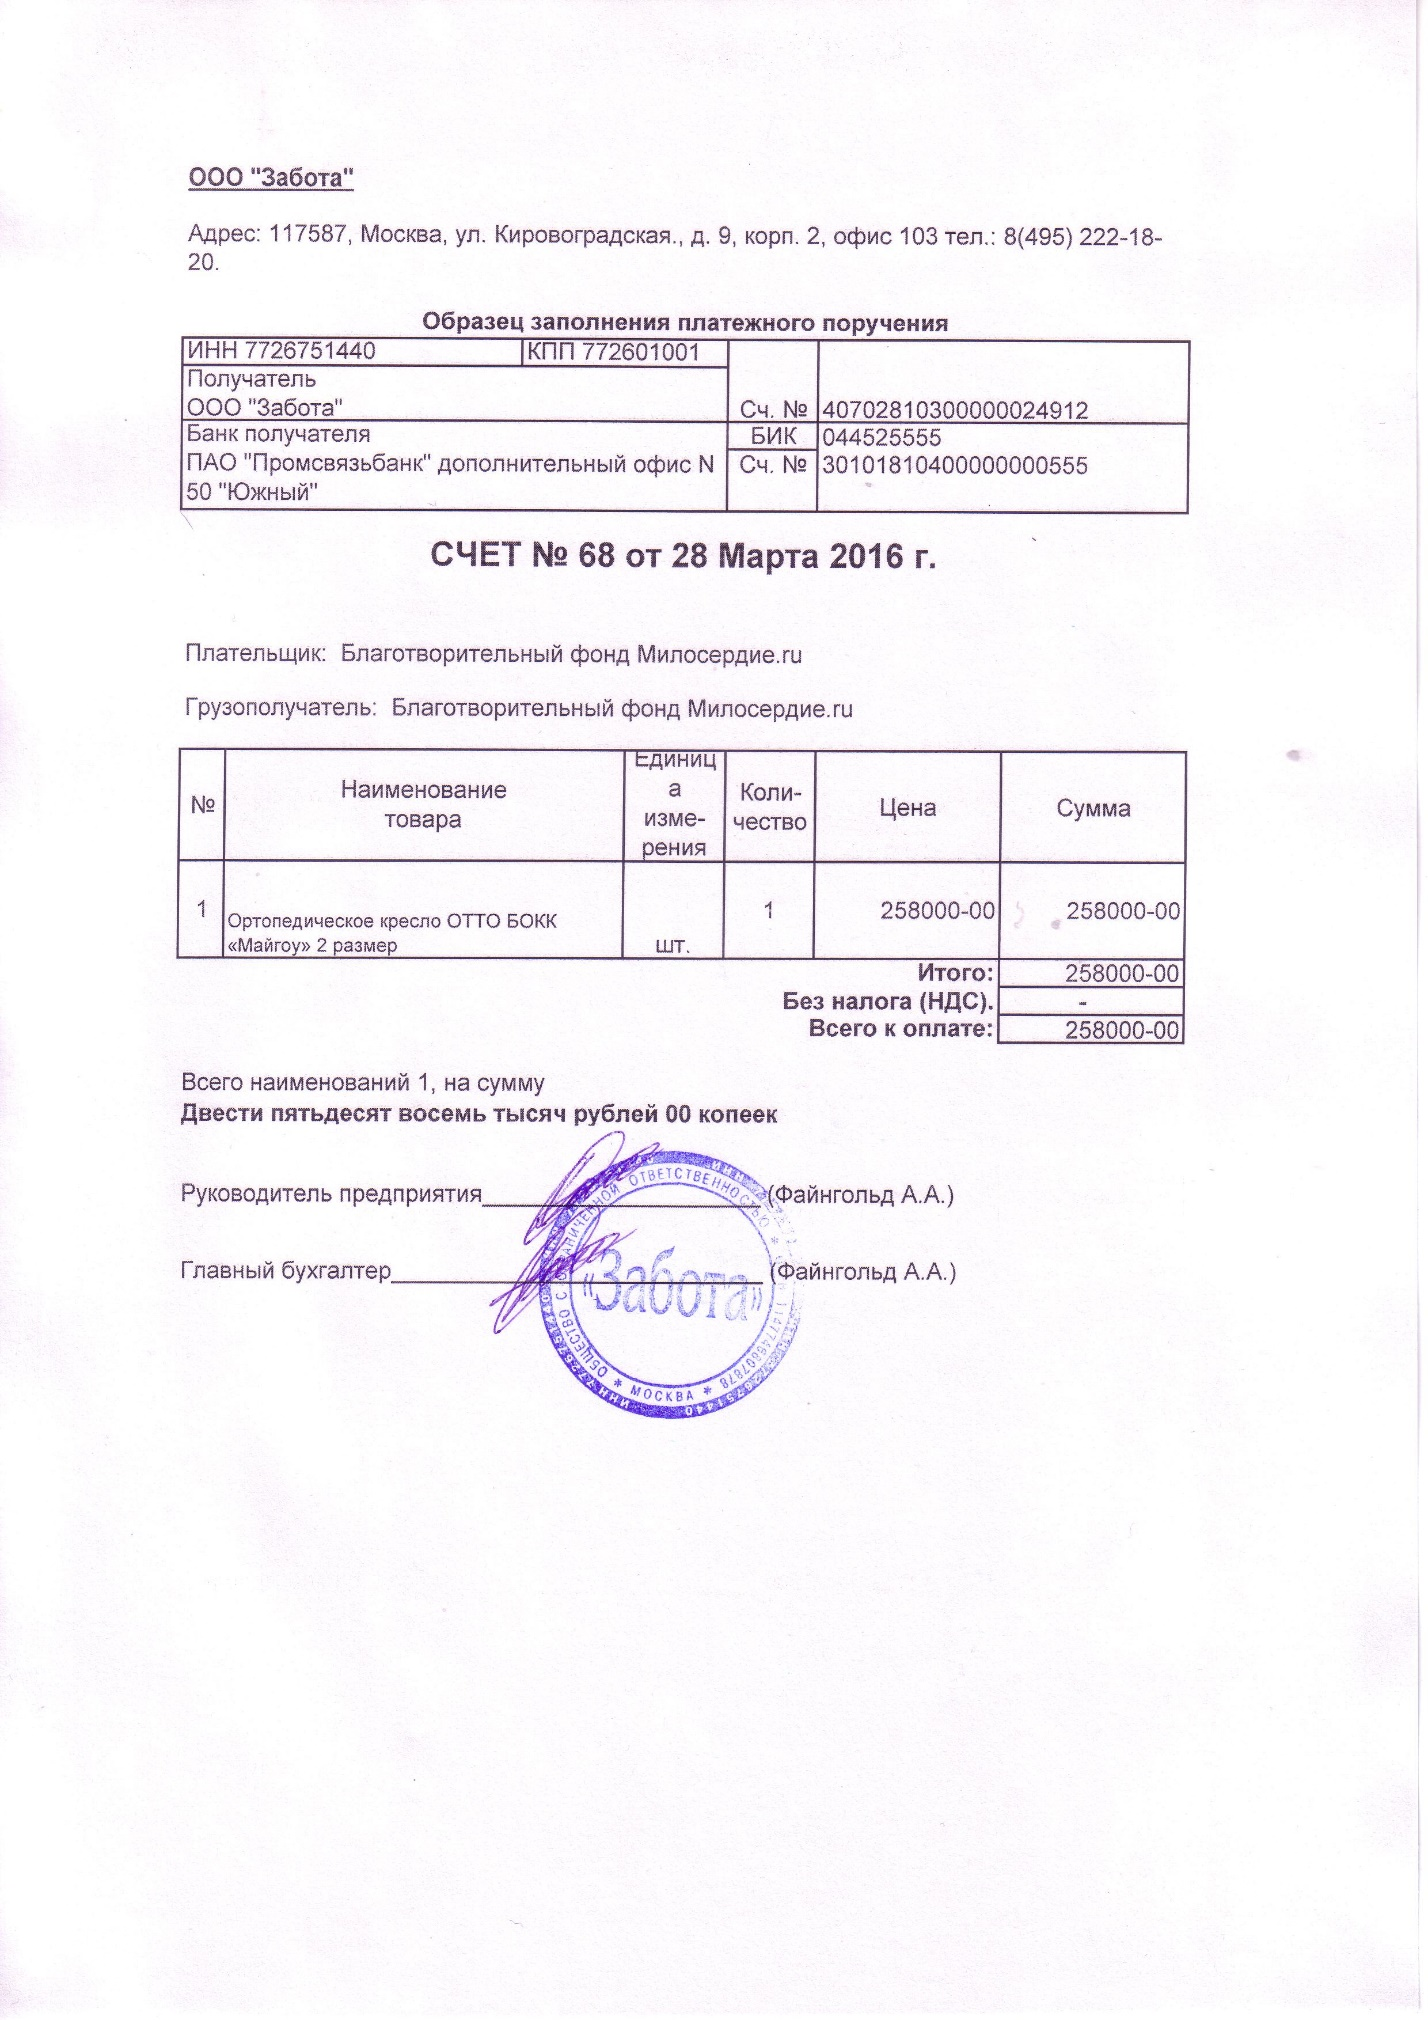 ООО "Забота"
Адрес: 117587, Москва, ул. Кировоградская., д. 9, корп. 2, офис 103 тел.: 8(495) 222-18-
20.
Образец заполнения платежного поручения
ИНН 7726751440 КПП 772601001
Получатель
ООО "Забота" Сч. № 40702810300000024912
Банк получателя БИК 044525555
ПАО "Промсвязьбанк" дополнительный офис N Сч. № 30101810400000000555
50 "Южный"
СЧЕТ № 68 от 28 Марта 2016 г.
Плательщик: Благотворительный фонд Милосердие.ru
Грузополучатель: Благотворительный фонд Милосердие.ru
№
Наименование
товара
Единиц
а
изме-
рения
Коли-
чество
Цена
Сумма
1
Ортопедическое кресло ОТТО БОКК
«Майгоу» 2 размер
шт.
1
258000-00
258000-00
Итого: 258000-00
Без налога (НДС). -
Всего к оплате: 258000-00
Всего наименований 1, на сумму
Двести пятьдесят восемь тысяч рублей 00 копеек
Руководитель предприятия (Файнгольд А.А.)
Главный бухгалтер (Файнгольд А.А.)
ОБЩЕСТВО С ОГРАНИЧЕННОЙ ОТВЕТСТВЕННОСТЬЮ
«Забота»
* МОСКВА *